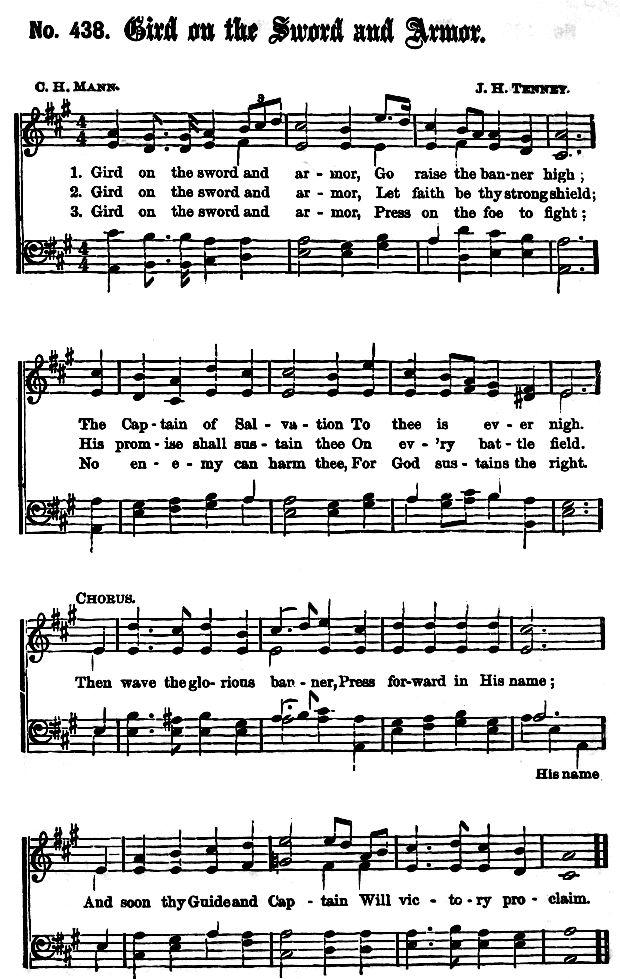 No. 438. Gird on the Sword and Armor.
C. H. MANN. J. H. TENNEY.
3
1. Gird on the sword and ar - mor, Go raise the ban-ner high;
2. Gird on the sword and ar - mor, Let faith be thy strong shield;
3. Gird on the sword and ar - mor, Press on the foe to fight;
The Cap - tain of Sal - va - tion To thee is ev - er nigh.
His prom - ise shall sus - tain thee On ev - 'ry bat - tle field.
No en - e - my can harm thee, For God sus - tains the right.
CHORUS.
Then wave the glo - rious ban - ner, Press for-ward in His name;
His name
And soon thy Guide and Cap - tain Will vic - to - ry pro - claim.